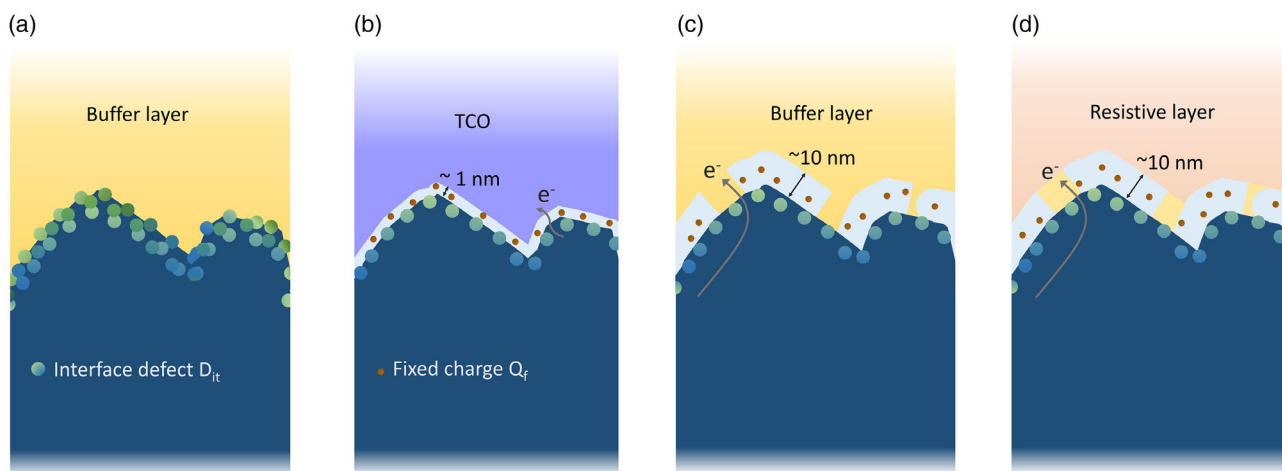 (a)
(b)
(c)
(d)
Buffer layer
TCO
Buffer layer
Resistive layer
~ 1 nm
e-
e-
~10 nm
e-
~10 nm
Interface defect Dit
Fixed charge Qf